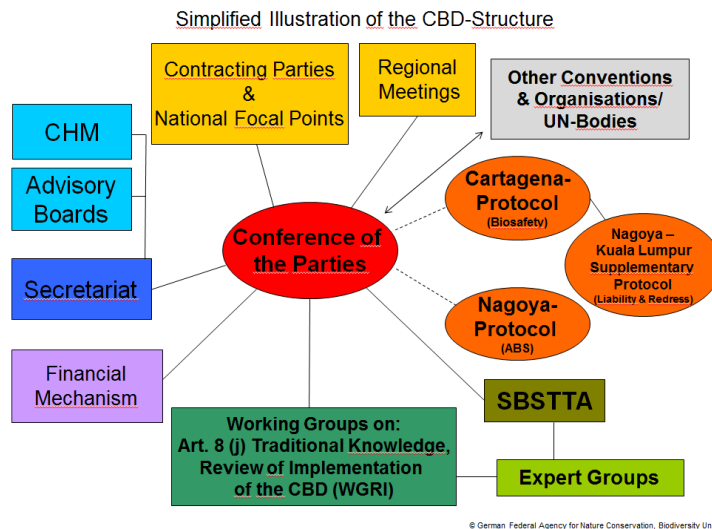 Simplified Illustration of the CBD-Structure
Contracting Parties
&
National Focal Points
Regional
Meetings
Other Conventions
& Organisations/
UN-Bodies
CHM
Advisory
Boards
Secretariat
Conference of
the Parties
Cartagena-
Protocol
(Biosafety)
Nagoya –
Kuala Lumpur
Supplementary
Protocol
(Liability & Redress)
Nagoya-
Protocol
(ABS)
Financial
Mechanism
Working Groups on:
Art. 8 (j) Traditional Knowledge,
Review of Implementation
of the CBD (WGRI)
SBSTTA
Expert Groups
© German Federal Agency for Nature Conservation, Biodiversity Un